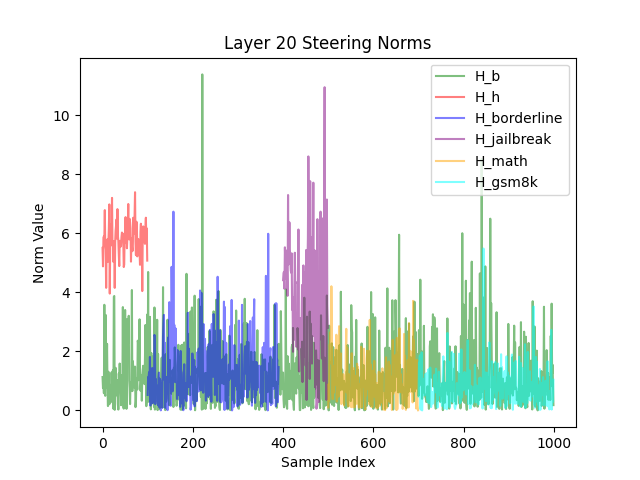 Layer 20 Steering Norms
H_b
H_h
H_borderline
H_jailbreak
H_math
H_gsm8k
Norm Value
10
8
6
4
2
0
0 200 400 600 800 1000
Sample Index